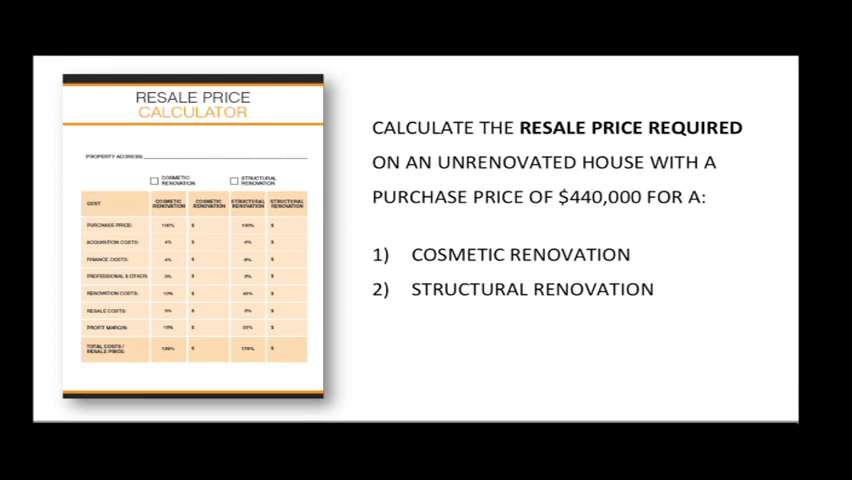 RESALE PRICE
CALCULATOR
PROPERTY ADDRESS:
COSMETIC
RENOVATION
STRUCTURAL
RENOVATION
COST COSMETIC RENOVATION COSMETIC RENOVATION STRUCTURAL RENOVATION STRUCTURAL RENOVATION
PURCHASE PRICE: 100% $ 100% $
ACQUISITION COSTS: 4% $ 4% $
FINANCE COSTS: 4% $ $
PROFESSIONAL & OTHER: $ $
RENOVATION COSTS: 10% $ $
RESALE COSTS: 3% $ 3% $
PROFIT MARGIN: 15% $ $
TOTAL COSTS /
RESALE PRICE: $ $
CALCULATE THE RESALE PRICE REQUIRED
ON AN UNRENOVATED HOUSE WITH A
PURCHASE PRICE OF $440,000 FOR A:
1) COSMETIC RENOVATION
2) STRUCTURAL RENOVATION